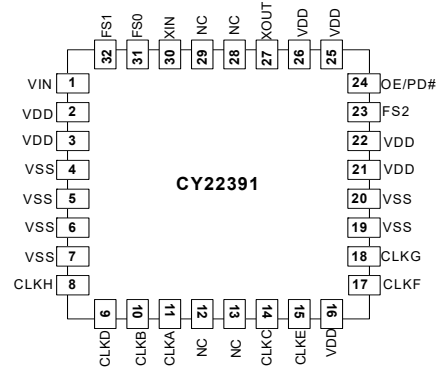 FS1 FS0 XIN NC NC XOUT VDD VDD
32 31 30 29 28 27 26 25
VIN 1 24 OE/PD#
VDD 2 23 FS2
VDD 3 22 VDD
VSS 4 21 VDD
CY22391
VSS 5 20 VSS
VSS 6 19 VSS
VSS 7 18 CLKG
CLKH 8 17 CLKF
9 10 11 12 13 14 15 16
CLKD CLKB CLKA NC NC CLKC CLKE VDD